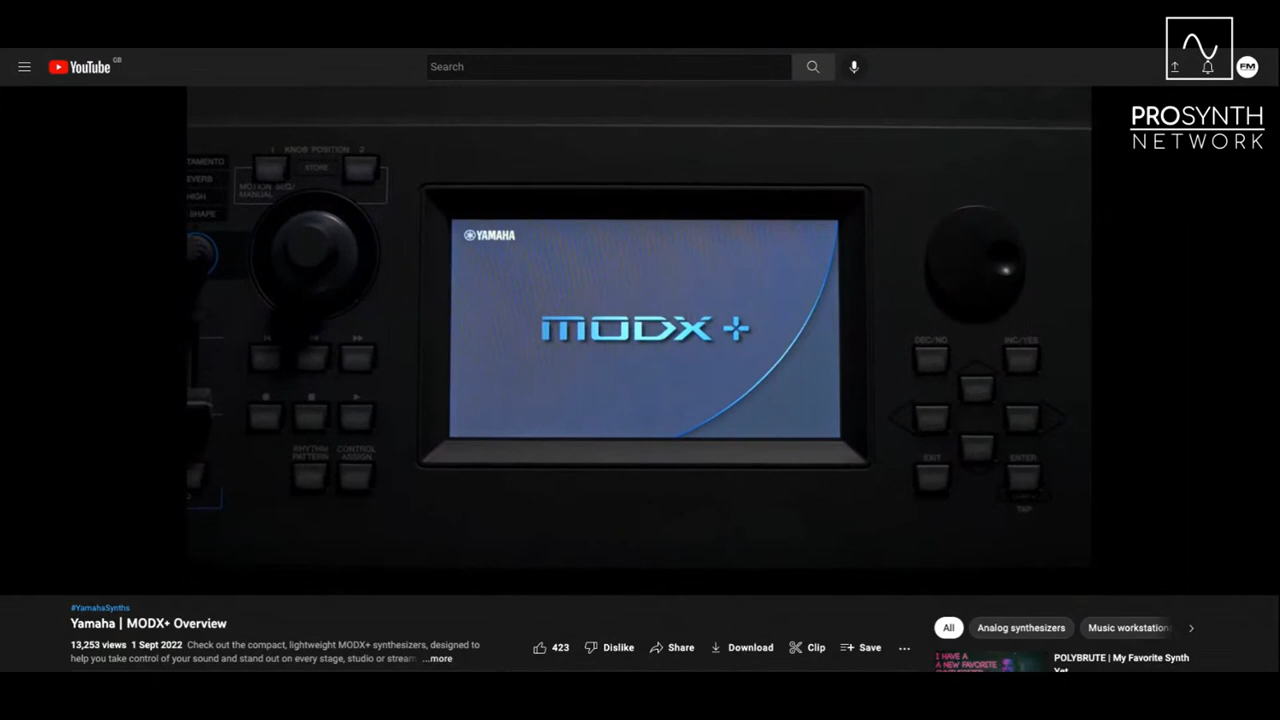 YouTube GB
Search
FM
PROSYNTH
NETWORK
1 KNOB POSITION 2
STORE
MOTION SEQ/
MANUAL
TAMENTO
EVERB
HIGH
SHAPE
YAMAHA
MODX +
DEC/NO
INC/YES
RHYTHM
PATTERN
CONTROL
ASSIGN
EXIT
ENTER
TAP
#YamahaSynths
Yamaha | MODX+ Overview
13,253 views 1 Sept 2022 Check out the compact, lightweight MODX+ synthesizers, designed to
help you take control of your sound and stand out on every stage, studio or stream ...more
423
Dislike
Share
Download
Clip
Save
All
Analog synthesizers
Music workstation
I HAVE A
A NEW FAVORITE
POLYBRUTE | My Favorite Synth
Yet